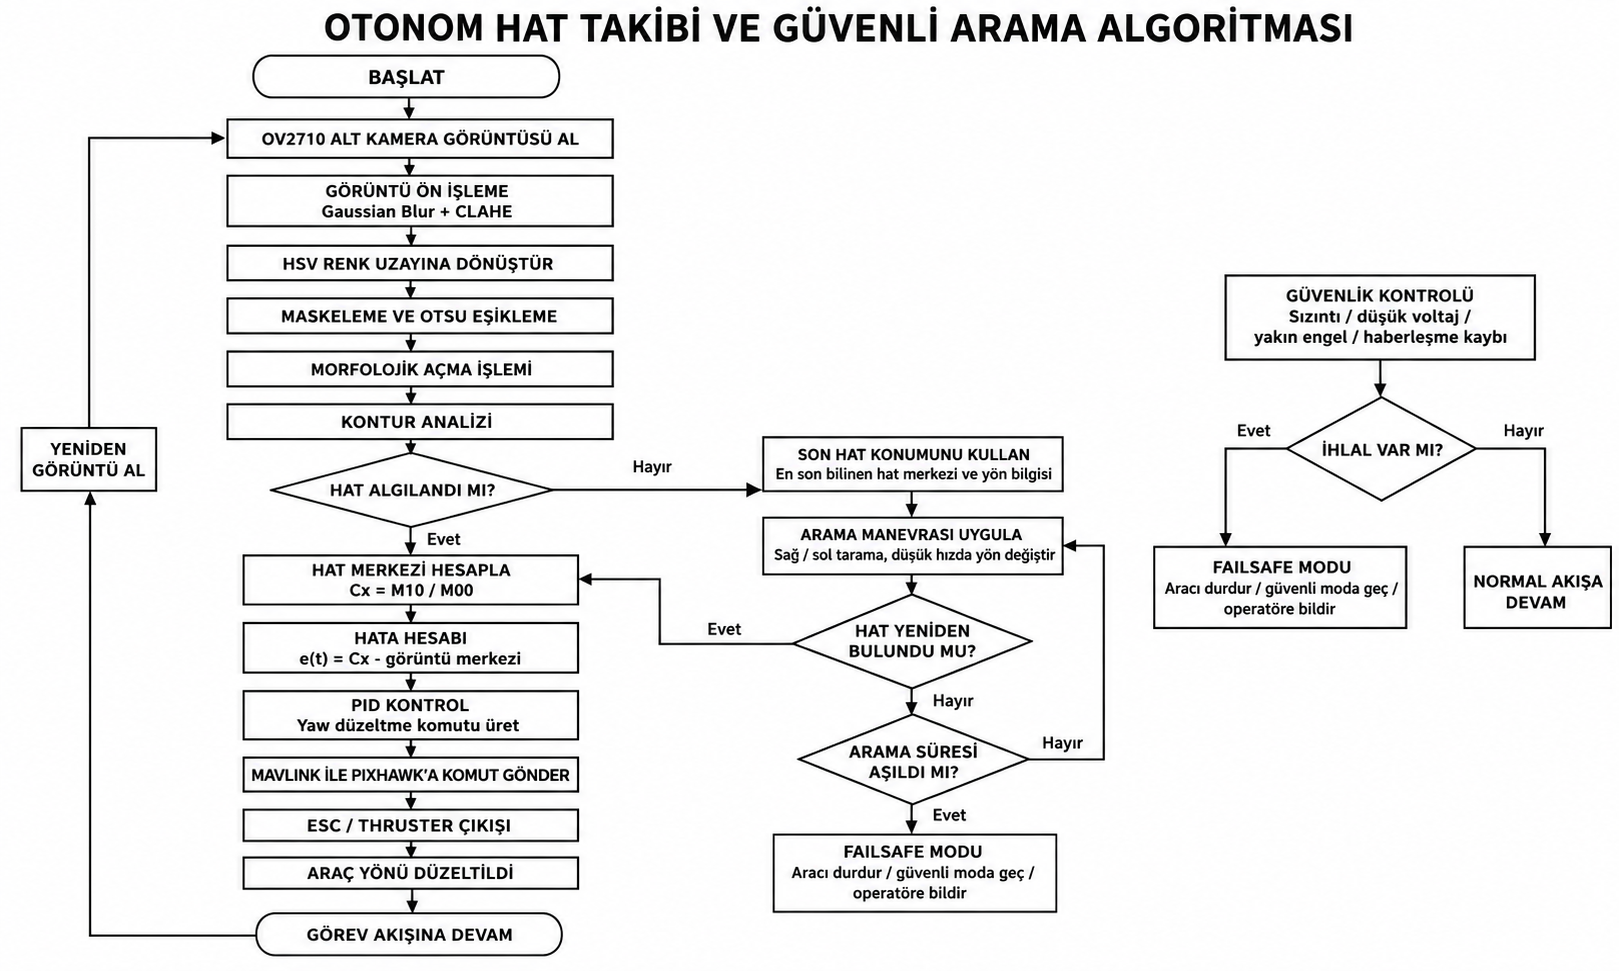 OTONOM HAT TAKİBİ VE GÜVENLİ ARAMA ALGORİTMASI
BAŞLAT
OV2710 ALT KAMERA GÖRÜNTÜSÜ AL
GÖRÜNTÜ ÖN İŞLEME
Gaussian Blur + CLAHE
HSV RENK UZAYINA DÖNÜŞTÜR
MASKELEME VE OTSU EŞİKLEME
MORFOLOJİK AÇMA İŞLEMİ
KONTUR ANALİZİ
HAT ALGILANDI MI?
Evet
HAT MERKEZİ HESAPLA
Cx = M10 / M00
HATA HESABI
e(t) = Cx - görüntü merkezi
PID KONTROL
Yaw düzeltme komutu üret
MAVLINK İLE PIXHAWK'A KOMUT GÖNDER
ESC / THRUSTER ÇIKIŞI
ARAÇ YÖNÜ DÜZELTİLDİ
GÖREV AKIŞINA DEVAM
YENİDEN
GÖRÜNTÜ AL
Hayır
SON HAT KONUMUNU KULLAN
En son bilinen hat merkezi ve yön bilgisi
ARAMA MANEVRASI UYGULA
Sağ / sol tarama, düşük hızda yön değiştir
HAT YENİDEN
BULUNDU MU?
Evet
Hayır
ARAMA SÜRESİ
AŞILDI MI?
Hayır
Evet
FAILSAFE MODU
Aracı durdur / güvenli moda geç /
operatöre bildir
GÜVENLİK KONTROLÜ
Sızıntı / düşük voltaj /
yakın engel / haberleşme kaybı
İHLAL VAR MI?
Evet
Hayır
FAILSAFE MODU
Aracı durdur / güvenli moda geç /
operatöre bildir
NORMAL AKIŞA
DEVAM